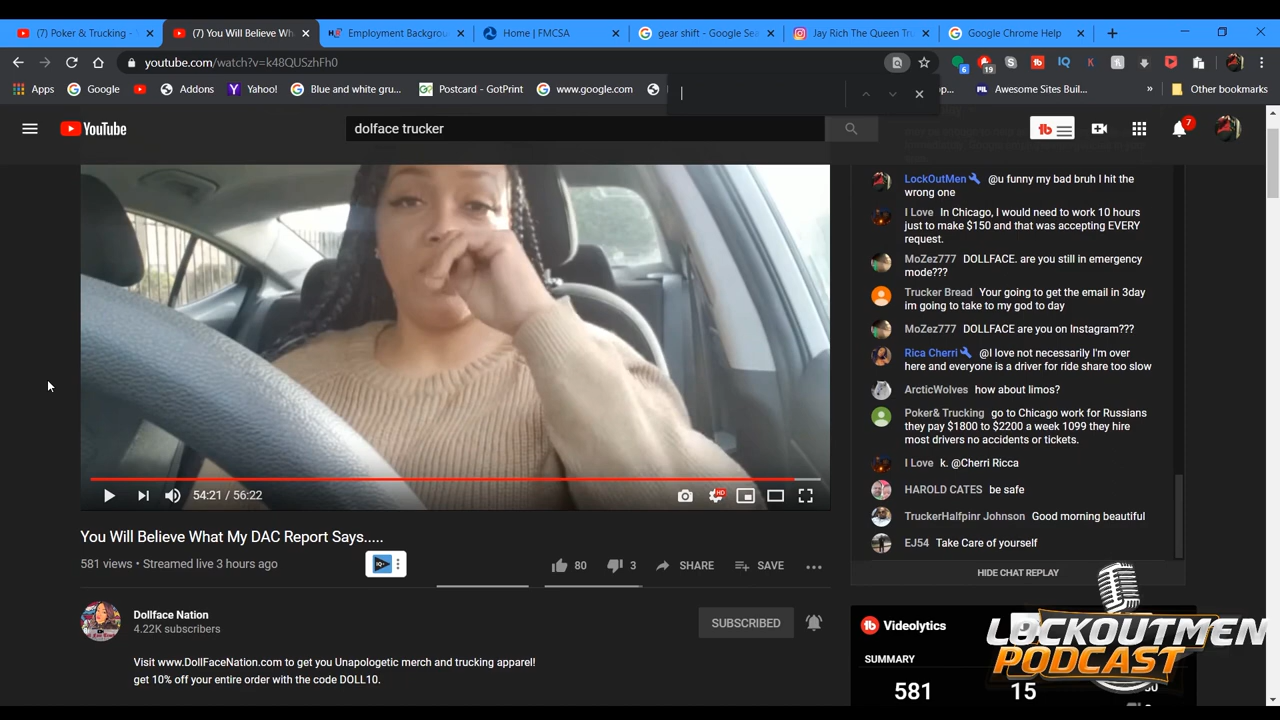 (7) Poker & Trucking -
(7) You Will Believe Wh
Employment Backgrou
Home | FMCSA
gear shift - Google Sea
Jay Rich The Queen Tru
Google Chrome Help
youtube.com/watch?v=k48QUSzhFh0
6
19
IQ
K
Apps
Google
Addons
Yahoo!
Blue and white gru...
Postcard - GotPrint
www.google.com
p...
Awesome Sites Buil...
»
Other bookmarks
YouTube
dolface trucker
tb
7
LockOutMen @u funny my bad bruh I hit the
wrong one
I Love In Chicago, I would need to work 10 hours
just to make $150 and that was accepting EVERY
request.
MoZez777 DOLLFACE. are you still in emergency
mode???
Trucker Bread Your going to get the email in 3day
im going to take to my god to day
MoZez777 DOLLFACE are you on Instagram???
Rica Cherri @I love not necessarily I'm over
here and everyone is a driver for ride share too slow
ArcticWolves how about limos?
Poker& Trucking go to Chicago work for Russians
they pay $1800 to $2200 a week 1099 they hire
most drivers no accidents or tickets.
I Love k. @Cherri Ricca
HAROLD CATES be safe
TruckerHalfpinr Johnson Good morning beautiful
EJ54 Take Care of yourself
HIDE CHAT REPLAY
54:21 / 56:22
HD
You Will Believe What My DAC Report Says.....
581 views • Streamed live 3 hours ago
IQ
80
3
SHARE
SAVE
Dollface Nation
4.22K subscribers
SUBSCRIBED
Visit www.DollFaceNation.com to get you Unapologetic merch and trucking apparel!
get 10% off your entire order with the code DOLL10.
tb Videolytics
SUMMARY
581
15
LOCKOUTMEN
PODCAST